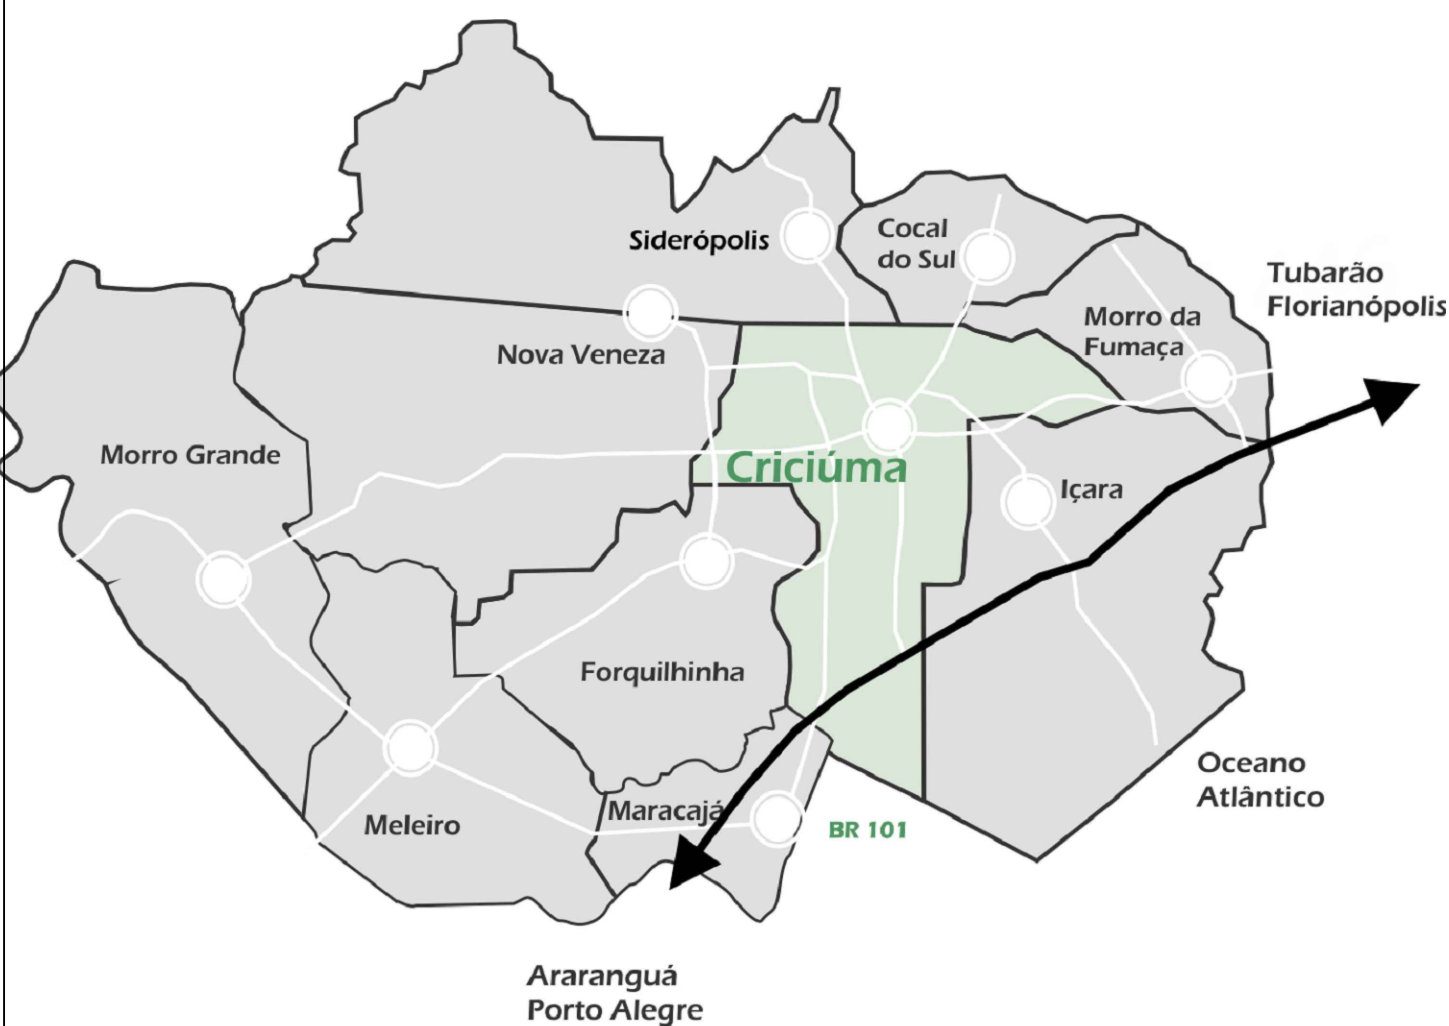 Siderópolis
Cocal
do Sul
Tubarão
Florianópolis
Morro da
Fumaça
Nova Veneza
Morro Grande
Criciúma
Içara
Forquilhinha
Oceano
Atlântico
Maracajá
Meleiro
BR 101
Araranguá
Porto Alegre